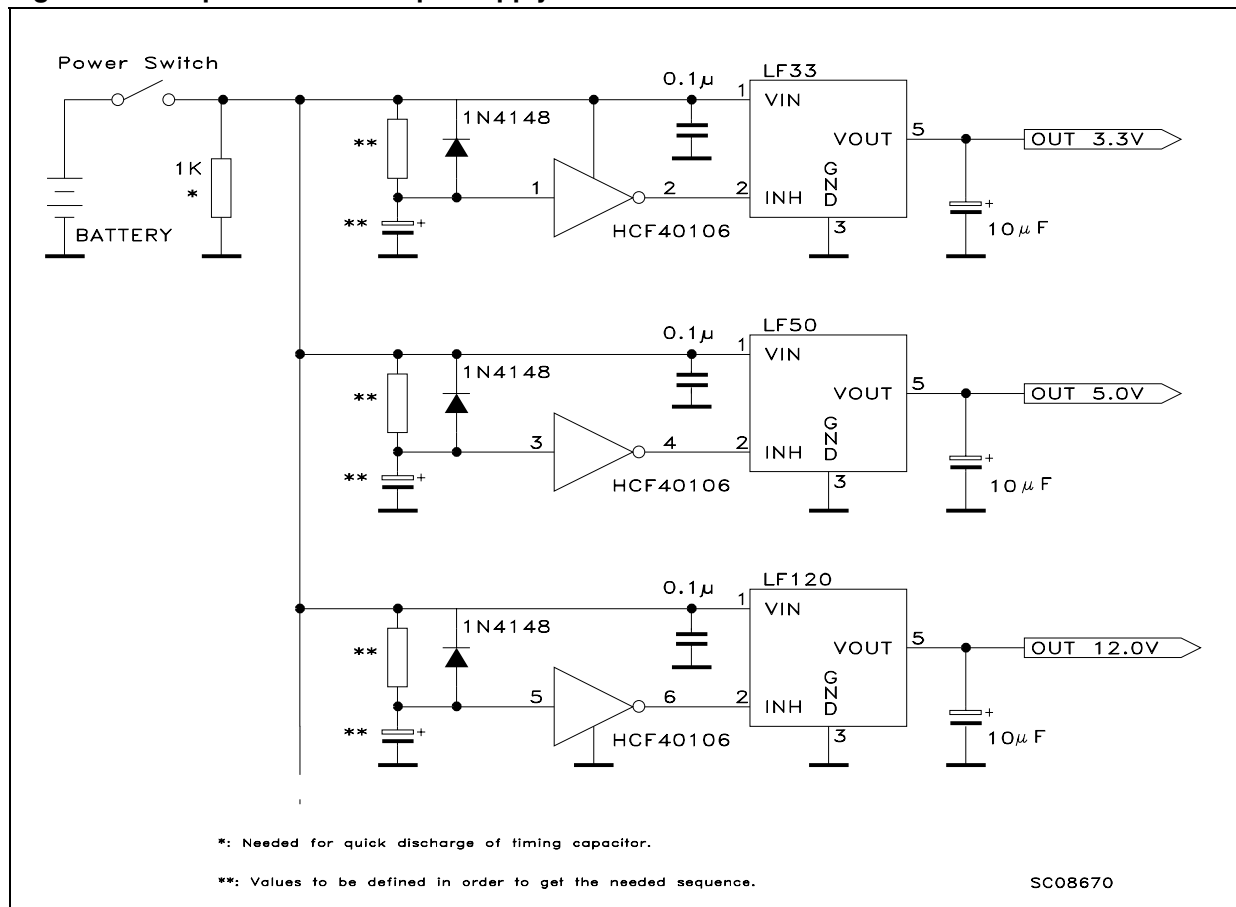 Power Switch
BATTERY
1K
*
**
**
1N4148
1
2
HCF40106
0.1μ
LF33
1
VIN
2
INH
VOUT
GND
3
5
10μF
OUT 3.3V
**
**
1N4148
3
4
HCF40106
0.1μ
LF50
1
VIN
2
INH
VOUT
GND
3
5
10μF
OUT 5.0V
**
**
1N4148
5
6
HCF40106
0.1μ
LF120
1
VIN
2
INH
VOUT
GND
3
5
10μF
OUT 12.0V
*: Needed for quick discharge of timing capacitor.
**: Values to be defined in order to get the needed sequence.
SC08670